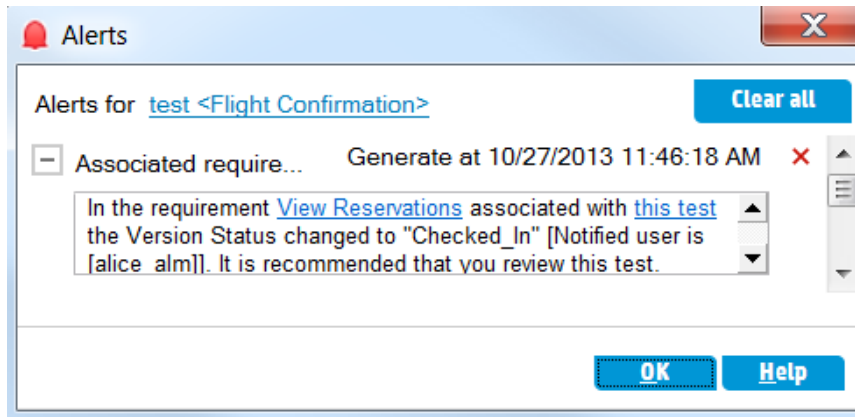 Alerts
Alerts for test <Flight Confirmation>
Clear all
Associated require... Generate at 10/27/2013 11:46:18 AM
In the requirement View Reservations associated with this test
the Version Status changed to "Checked_In" [Notified user is
[alice_alm]]. It is recommended that you review this test.
OK Help